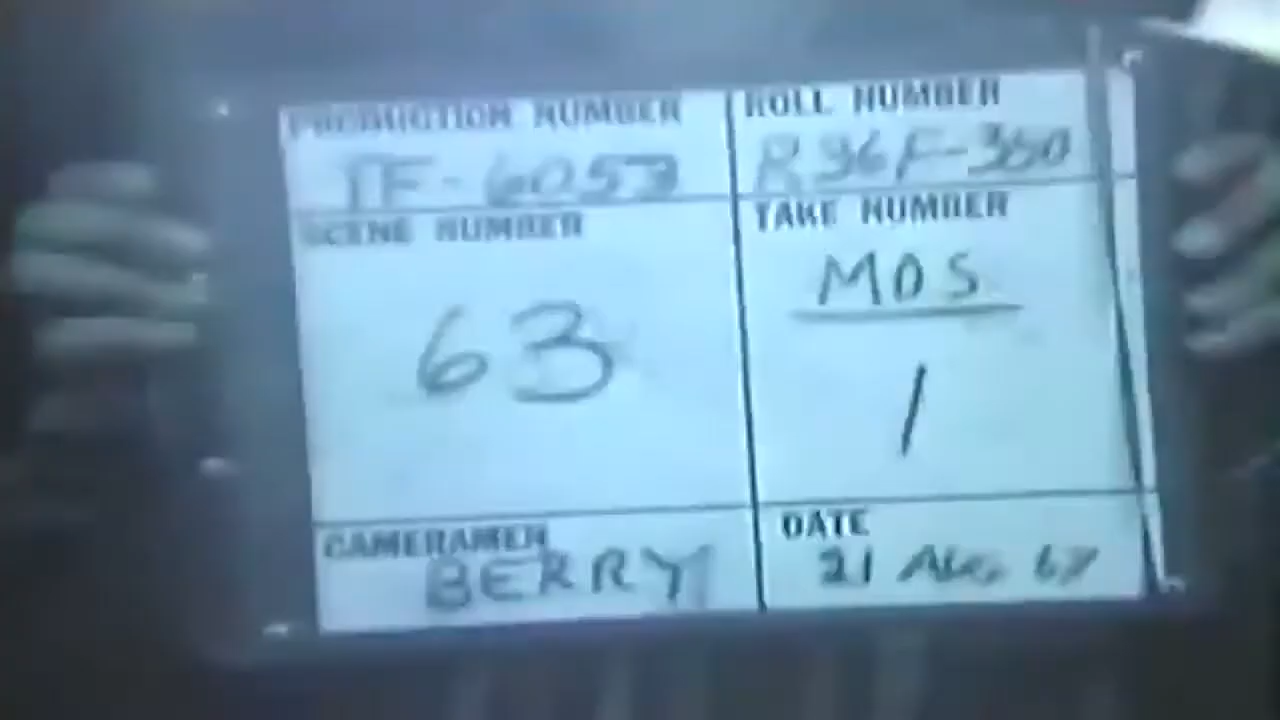 PRODUCTION NUMBER
TF-6053
ROLL NUMBER
R36F-350
SCENE NUMBER
63
TAKE NUMBER
MOS
1
CAMERAMEN
BERRY
DATE
21 AUG 67